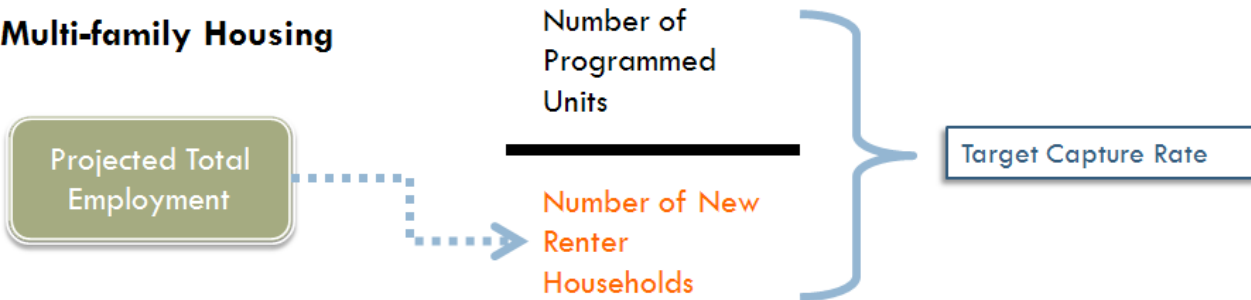 Multi-family Housing
Number of
Programmed
Units
Projected Total
Employment
Number of New
Renter
Households
Target Capture Rate